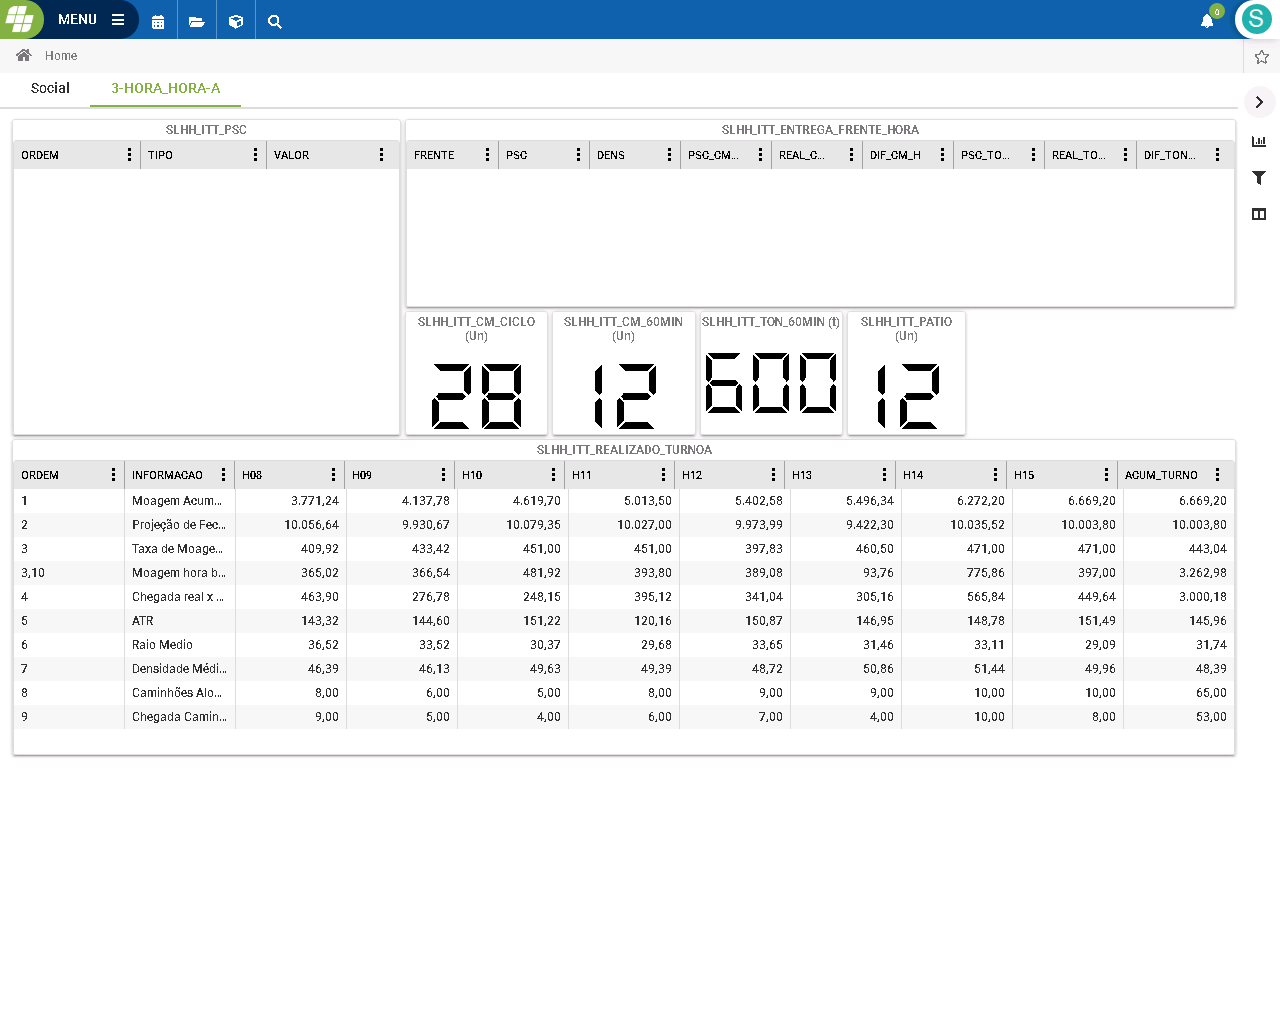 MENU
0
S
Home
Social 3-HORA_HORA-A
SLHH_ITT_PSC
ORDEM TIPO VALOR
SLHH_ITT_ENTREGA_FRENTE_HORA
FRENTE PSC DENS PSC_CM... REAL_C... DIF_CM_H PSC_TO... REAL_TO... DIF_TON...
SLHH_ITT_CM_CICLO (Un)
28
SLHH_ITT_CM_60MIN (Un)
12
SLHH_ITT_TON_60MIN (t)
600
SLHH_ITT_PATIO (Un)
12
SLHH_ITT_REALIZADO_TURNOA
ORDEM INFORMACAO H08 H09 H10 H11 H12 H13 H14 H15 ACUM_TURNO
1 Moagem Acum... 3.771,24 4.137,78 4.619,70 5.013,50 5.402,58 5.496,34 6.272,20 6.669,20 6.669,20
2 Projeção de Fec... 10.056,64 9.930,67 10.079,35 10.027,00 9.973,99 9.422,30 10.035,52 10.003,80 10.003,80
3 Taxa de Moage... 409,92 433,42 451,00 451,00 397,83 460,50 471,00 471,00 443,04
3,10 Moagem hora b... 365,02 366,54 481,92 393,80 389,08 93,76 775,86 397,00 3.262,98
4 Chegada real x ... 463,90 276,78 248,15 395,12 341,04 305,16 565,84 449,64 3.000,18
5 ATR 143,32 144,60 151,22 120,16 150,87 146,95 148,78 151,49 145,96
6 Raio Medio 36,52 33,52 30,37 29,68 33,65 31,46 33,11 29,09 31,74
7 Densidade Médi... 46,39 46,13 49,63 49,39 48,72 50,86 51,44 49,96 48,39
8 Caminhões Alo... 8,00 6,00 5,00 8,00 9,00 9,00 10,00 10,00 65,00
9 Chegada Camin... 9,00 5,00 4,00 6,00 7,00 4,00 10,00 8,00 53,00